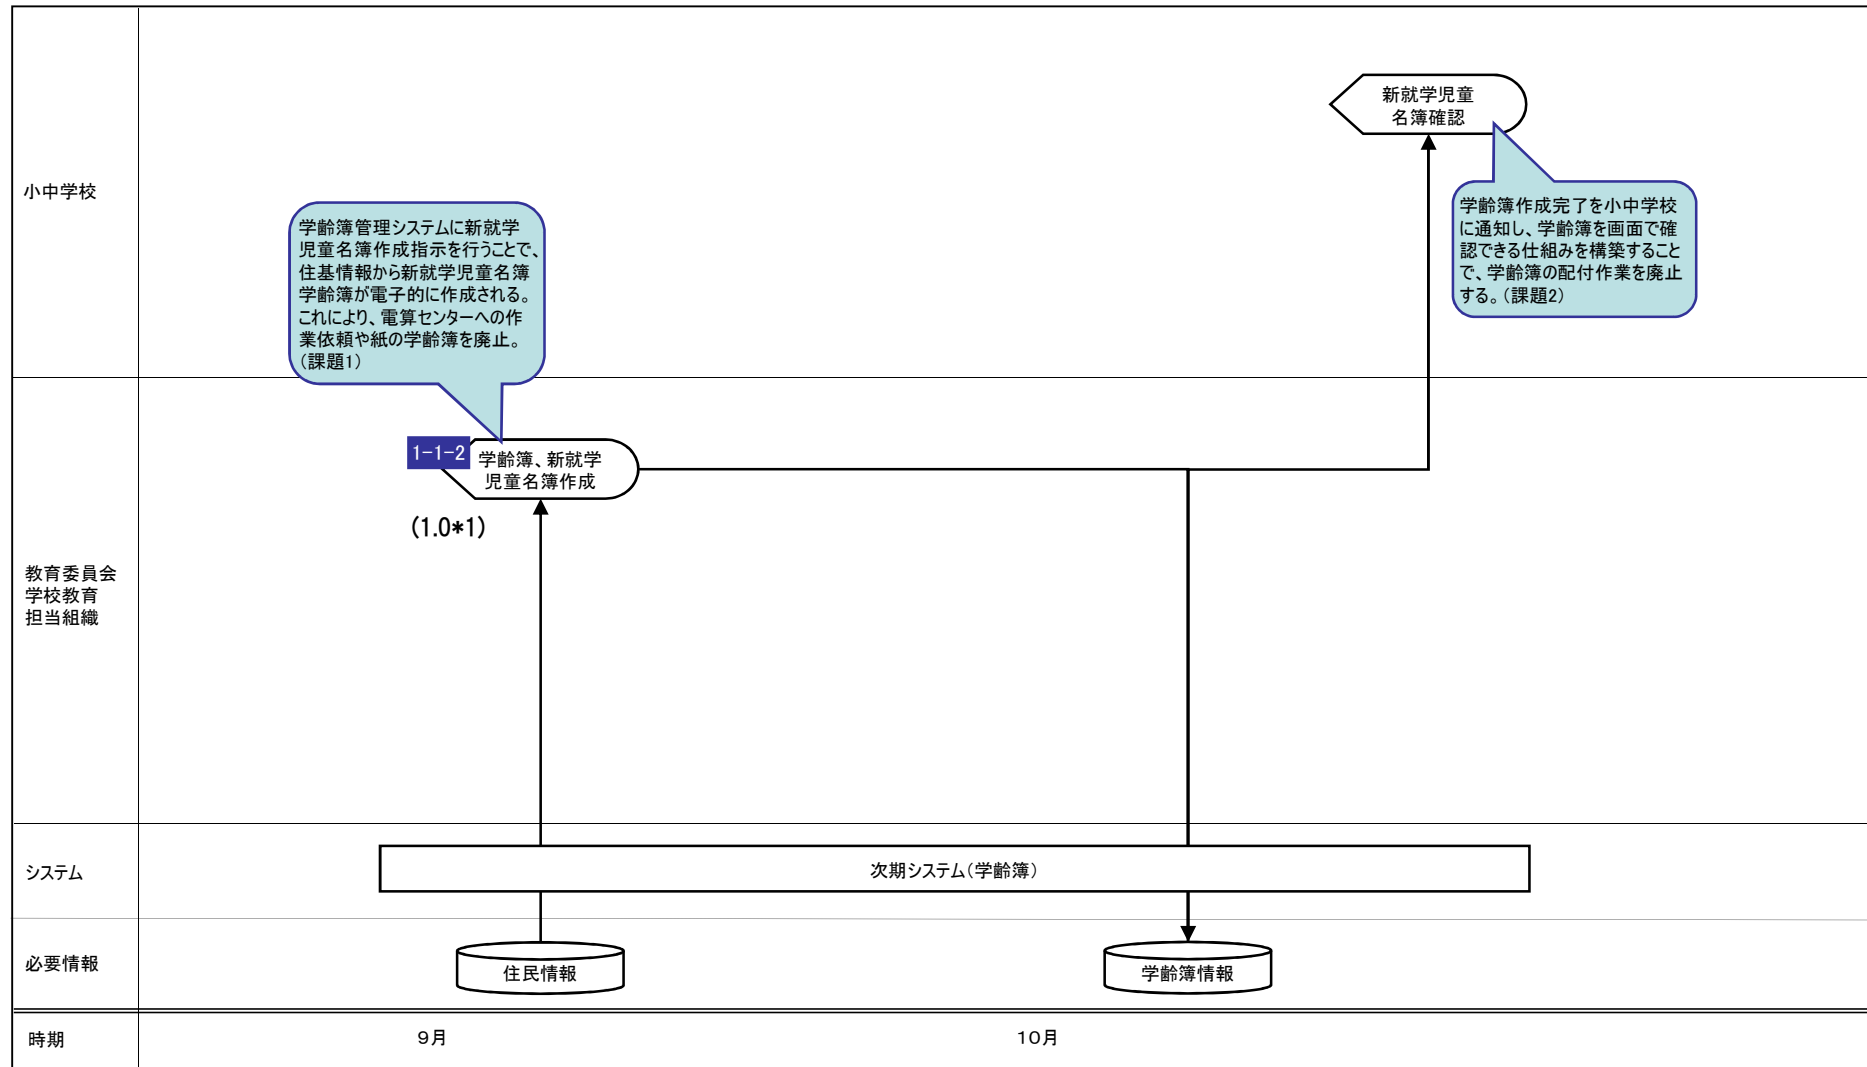 小中学校
新就学児童
名簿確認
学齢簿作成完了を小中学校
に通知し、学齢簿を画面で確
認できる仕組みを構築すること
で、学齢簿の配付作業を廃止
する。（課題2）
学齢簿管理システムに新就学
児童名簿作成指示を行うことで、
住基情報から新就学児童名簿
学齢簿が電子的に作成される。
これにより、電算センターへの作
業依頼や紙の学齢簿を廃止。
（課題1）
教育委員会
学校教育
担当組織
1-1-2
学齢簿、新就学
児童名簿作成
(1.0*1)
システム
次期システム（学齢簿）
必要情報
住民情報
学齢簿情報
時期
9月
10月